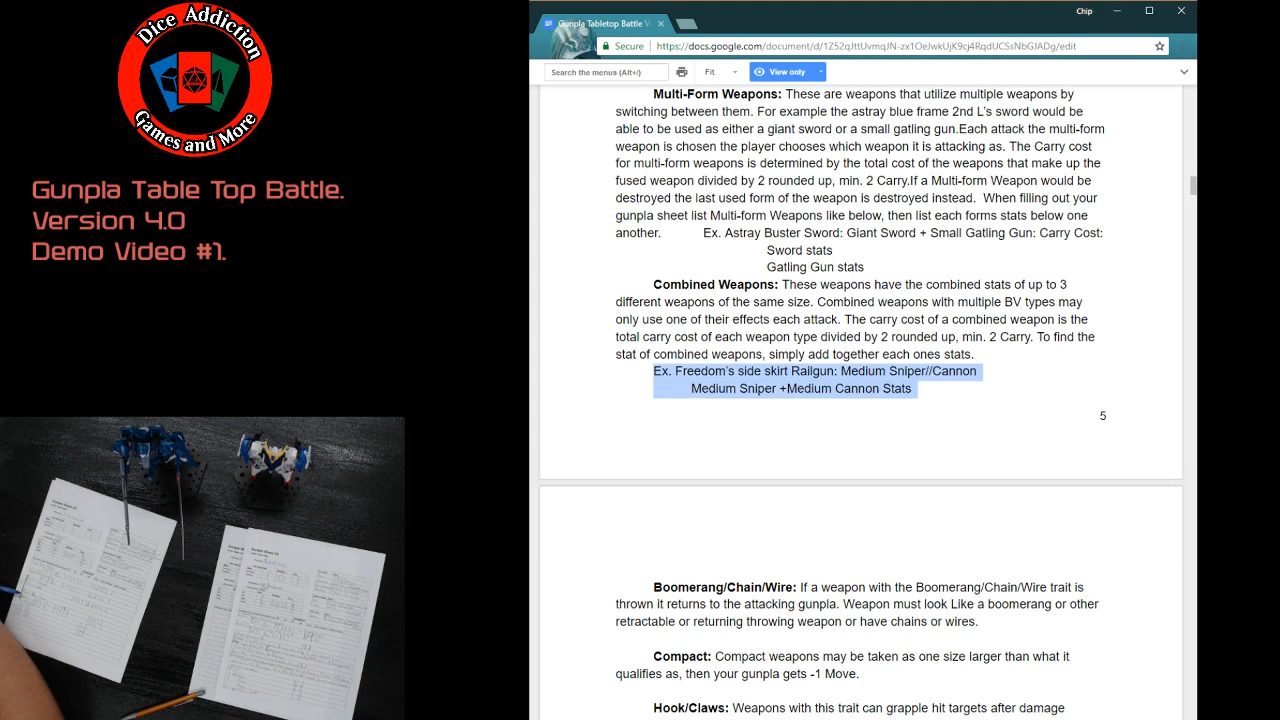 Dice Addiction
Games and More
Gunpla Table Top Battle.
Version 4.0
Demo Video #1.
Chip
Gunpla Tabletop Battle V
Secure
https://docs.google.com/document/d/1Z52qJttUvmqJN-zx1OeJwkUjK9cj4RqdUCSsNbGJADg/edit
Search the menus (Alt+/)
Fit
View only
Multi-Form Weapons: These are weapons that utilize multiple weapons by
switching between them. For example the astray blue frame 2nd L's sword would be
able to be used as either a giant sword or a small gatling gun.Each attack the multi-form
weapon is chosen the player chooses which weapon it is attacking as. The Carry cost
for multi-form weapons is determined by the total cost of the weapons that make up the
fused weapon divided by 2 rounded up, min. 2 Carry.If a Multi-form Weapon would be
destroyed the last used form of the weapon is destroyed instead. When filling out your
gunpla sheet list Multi-form Weapons like below, then list each forms stats below one
another. Ex. Astray Buster Sword: Giant Sword + Small Gatling Gun: Carry Cost:
Sword stats
Gatling Gun stats
Combined Weapons: These weapons have the combined stats of up to 3
different weapons of the same size. Combined weapons with multiple BV types may
only use one of their effects each attack. The carry cost of a combined weapon is the
total carry cost of each weapon type divided by 2 rounded up, min. 2 Carry. To find the
stat of combined weapons, simply add together each ones stats.
Ex. Freedom's side skirt Railgun: Medium Sniper//Cannon
Medium Sniper +Medium Cannon Stats
5
Boomerang/Chain/Wire: If a weapon with the Boomerang/Chain/Wire trait is
thrown it returns to the attacking gunpla. Weapon must look Like a boomerang or other
retractable or returning throwing weapon or have chains or wires.
Compact: Compact weapons may be taken as one size larger than what it
qualifies as, then your gunpla gets -1 Move.
Hook/Claws: Weapons with this trait can grapple hit targets after damage